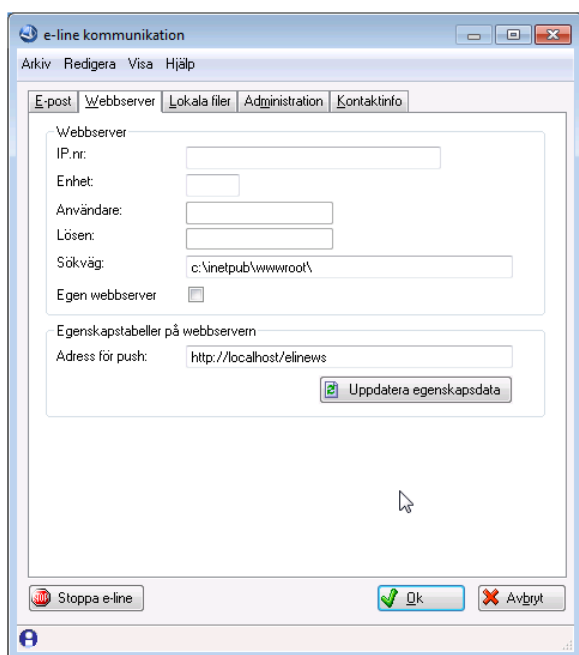 e-line kommunikation
Arkiv Redigera Visa Hjälp
E-post Webbserver Lokala filer Administration Kontaktinfo
Webbserver
IP.nr:
Enhet:
Användare:
Lösen:
Sökväg: c:\inetpub\wwwroot\
Egen webbserver
Egenskapstabeller på webbservern
Adress för push: http://localhost/elinews
Uppdatera egenskapsdata
STOP Stoppa e-line Ok Avbryt